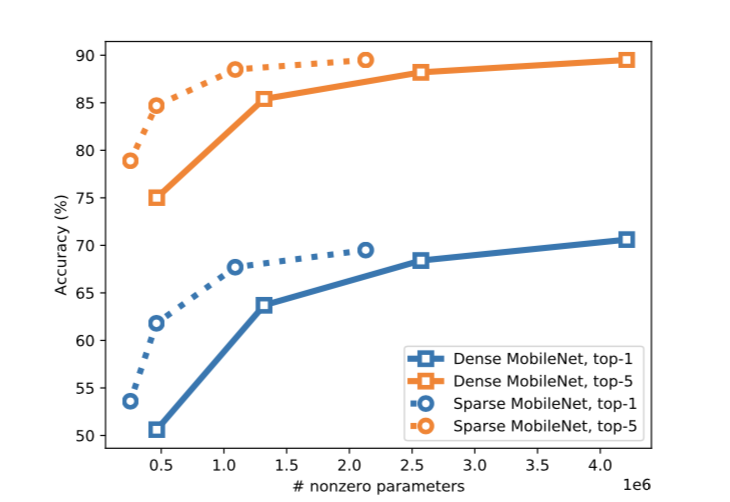 90
85
80
75
70
65
60
55
50
Accuracy (%)
Dense MobileNet, top-1
Dense MobileNet, top-5
Sparse MobileNet, top-1
Sparse MobileNet, top-5
0.5 1.0 1.5 2.0 2.5 3.0 3.5 4.0
# nonzero parameters
1e6